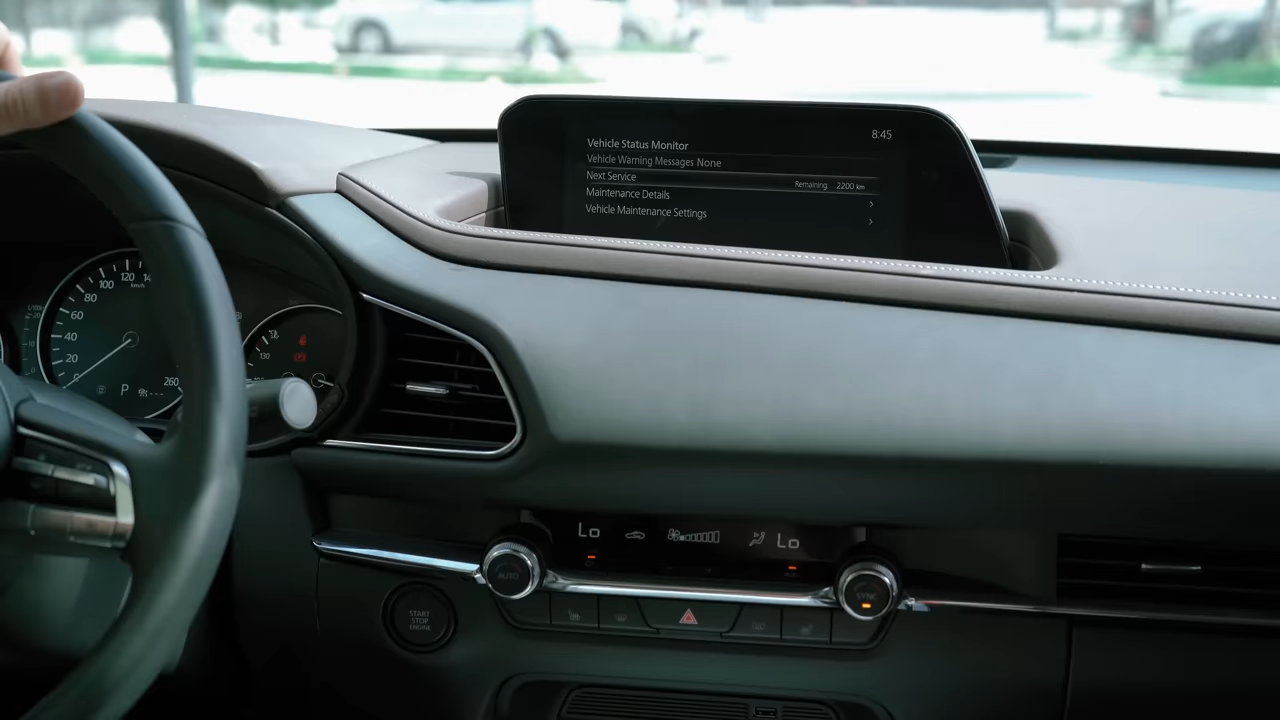 8:45
Vehicle Status Monitor
Vehicle Warning Messages None
Next Service Remaining 2200 km
Maintenance Details
Vehicle Maintenance Settings
120
100
80
60
40
20
km/h
260
P
130
Lo
Lo
AUTO
SYNC
START
STOP
ENGINE